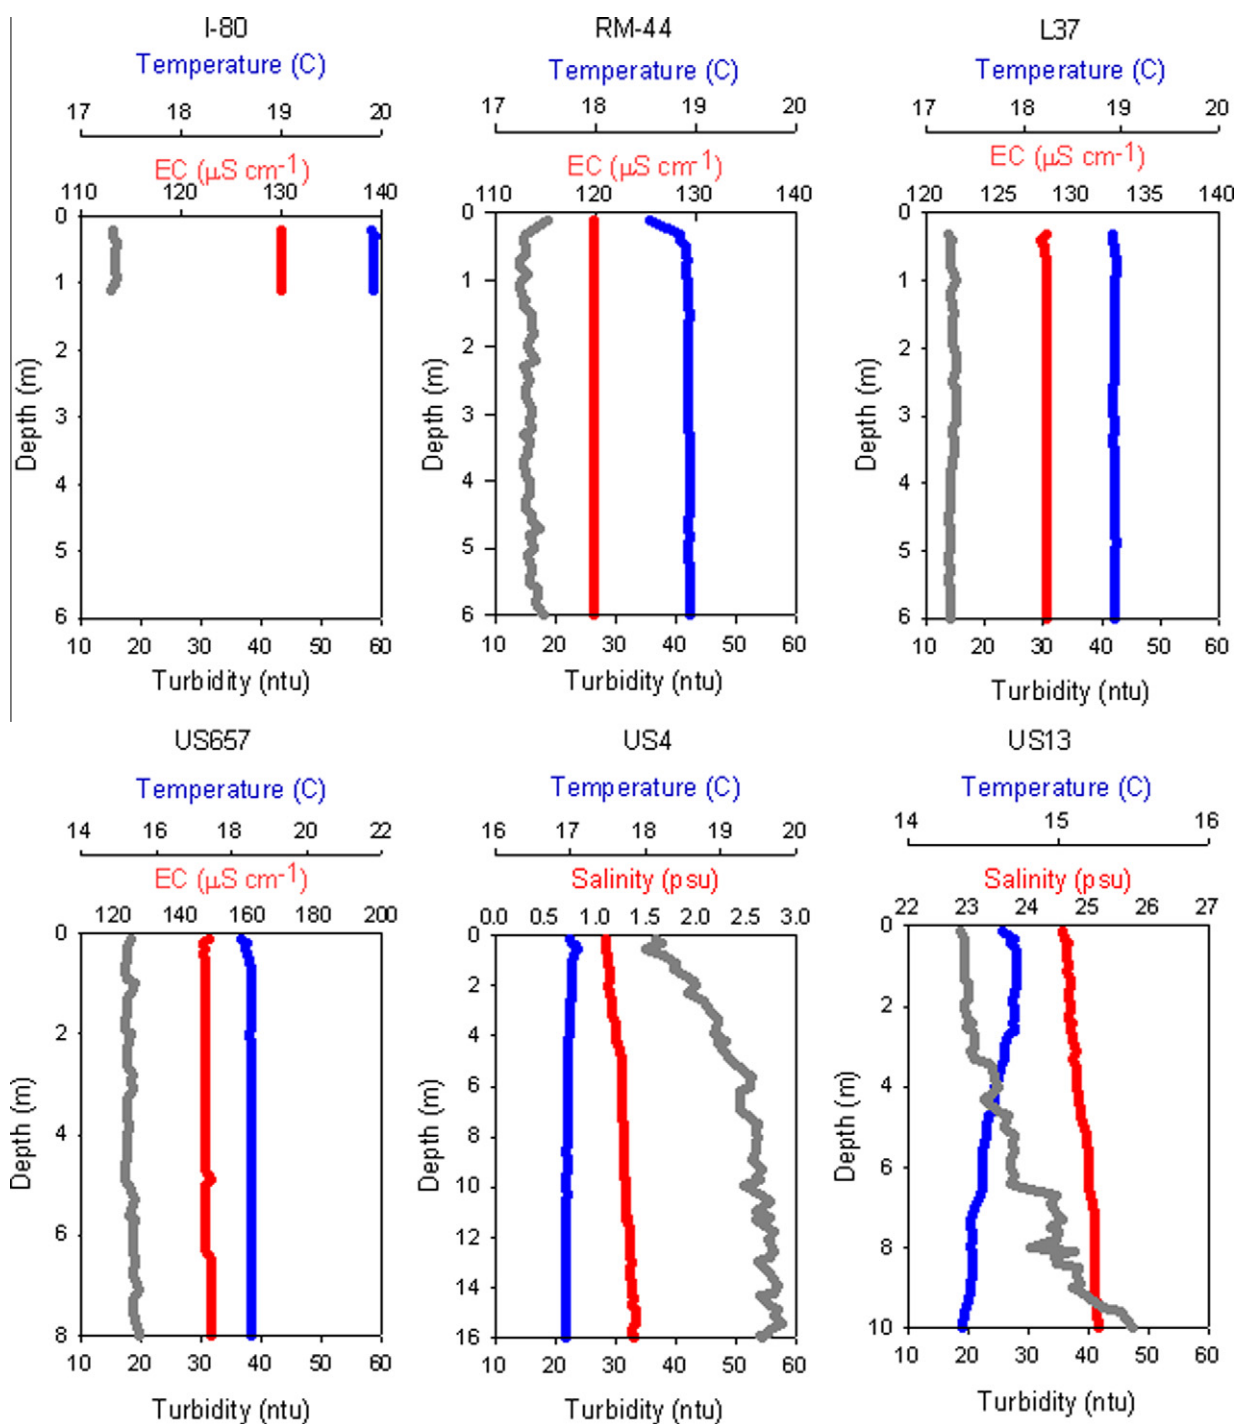 I-80
Temperature (C)
17 18 19 20
EC (µS cm-1)
110 120 130 140
0
1
2
3
4
5
6
Depth (m)
10 20 30 40 50 60
Turbidity (ntu)
RM-44
Temperature (C)
17 18 19 20
EC (µS cm-1)
110 120 130 140
0
1
2
3
4
5
6
Depth (m)
10 20 30 40 50 60
Turbidity (ntu)
L37
Temperature (C)
17 18 19 20
EC (µS cm-1)
120 125 130 135 140
0
1
2
3
4
5
6
Depth (m)
10 20 30 40 50 60
Turbidity (ntu)
US657
Temperature (C)
14 16 18 20 22
EC (µS cm-1)
120 140 160 180 200
0
2
4
6
8
Depth (m)
10 20 30 40 50 60
Turbidity (ntu)
US4
Temperature (C)
16 17 18 19 20
Salinity (psu)
0.0 0.5 1.0 1.5 2.0 2.5 3.0
0
2
4
6
8
10
12
14
16
Depth (m)
10 20 30 40 50 60
Turbidity (ntu)
US13
Temperature (C)
14 15 16
Salinity (psu)
22 23 24 25 26 27
0
2
4
6
8
10
Depth (m)
10 20 30 40 50 60
Turbidity (ntu)